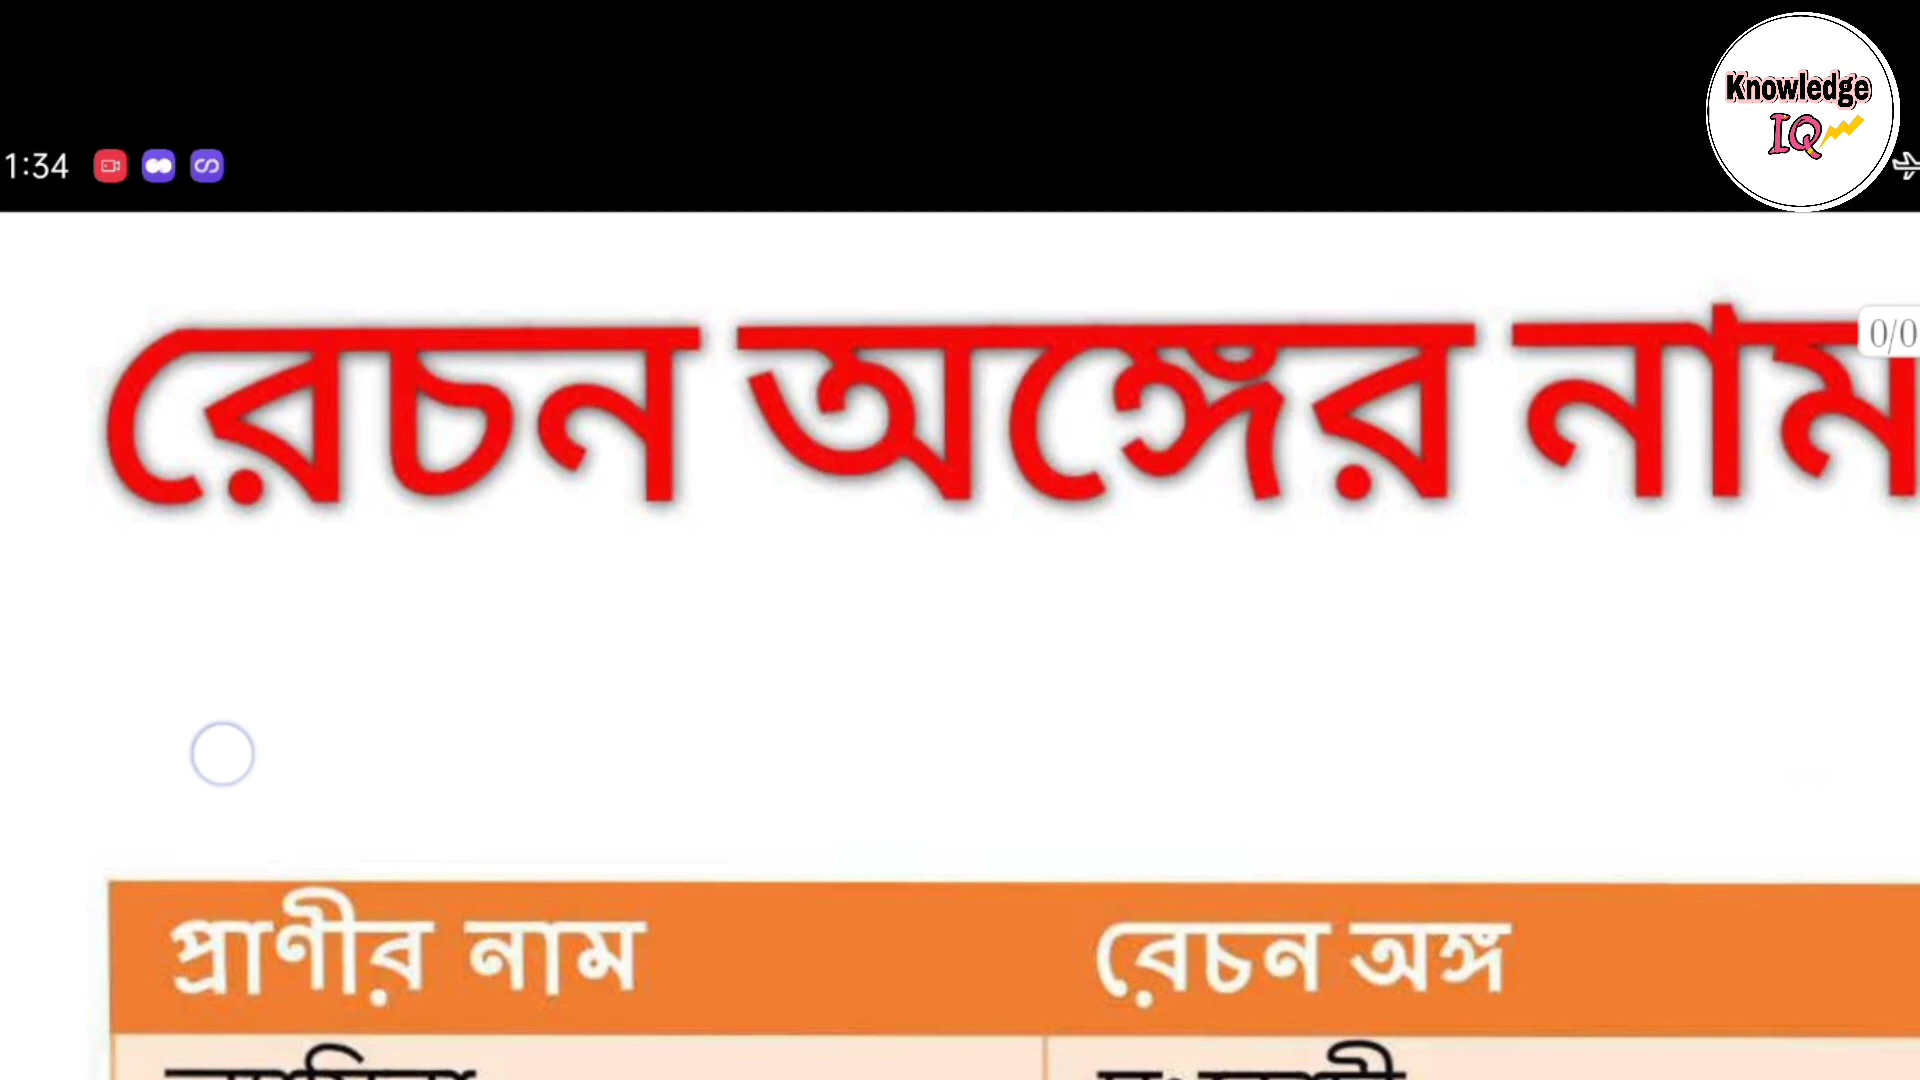 Knowledge
IQ
1:34
0/0
রেচন অঙ্গের নাম
প্রাণীর নাম রেচন অঙ্গ